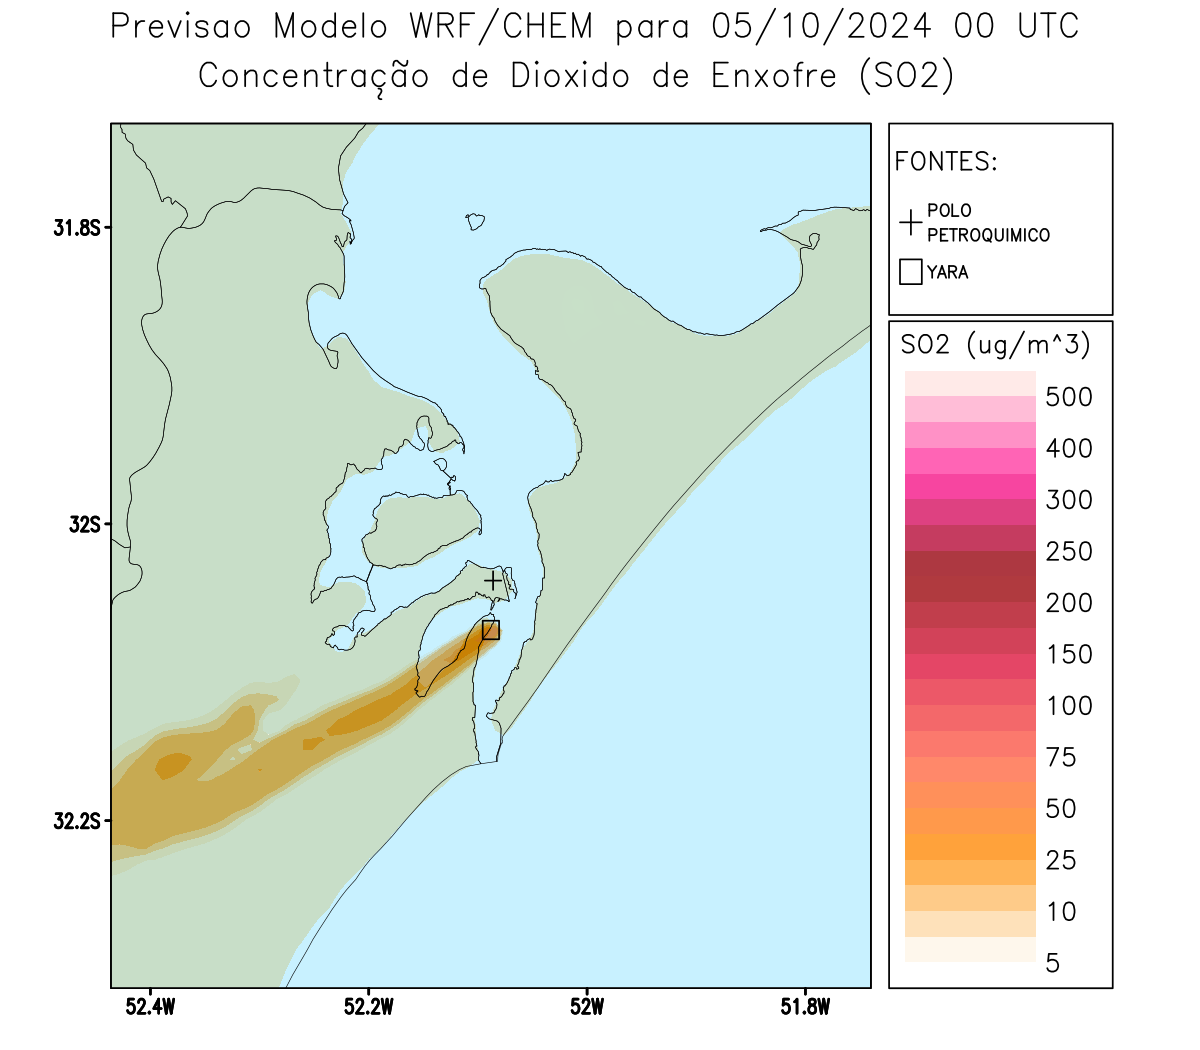 Previsao Modelo WRF/CHEM para 05/10/2024 00 UTC
Concentração de Dioxido de Enxofre (SO2)
FONTES:
POLO
PETROQUIMICO
YARA
SO2 (ug/m^3)
500
400
300
250
200
150
100
75
50
25
10
5
31.8S
32S
32.2S
52.4W
52.2W
52W
51.8W